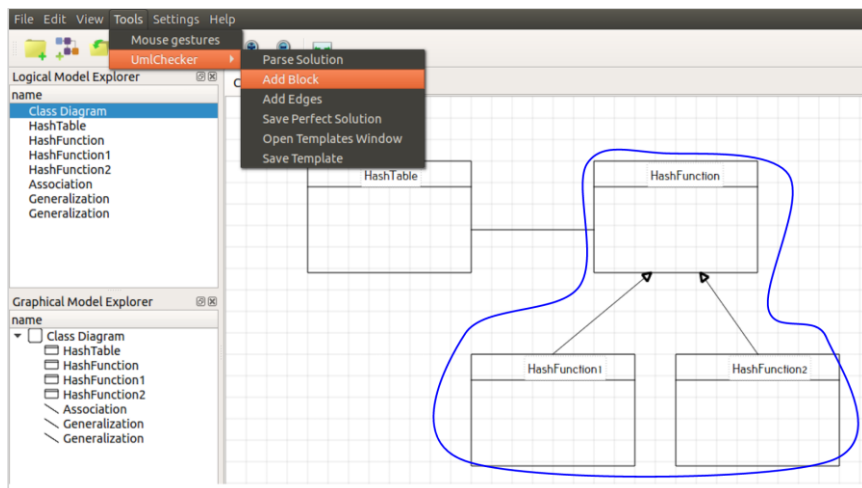 File Edit View Tools Settings Help
Mouse gestures
UmlChecker
Parse Solution
Add Block
Add Edges
Save Perfect Solution
Open Templates Window
Save Template
Logical Model Explorer
name
Class Diagram
HashTable
HashFunction
HashFunction1
HashFunction2
Association
Generalization
Generalization
Graphical Model Explorer
name
Class Diagram
HashTable
HashFunction
HashFunction1
HashFunction2
Association
Generalization
Generalization
HashTable
HashFunction
HashFunction1
HashFunction2